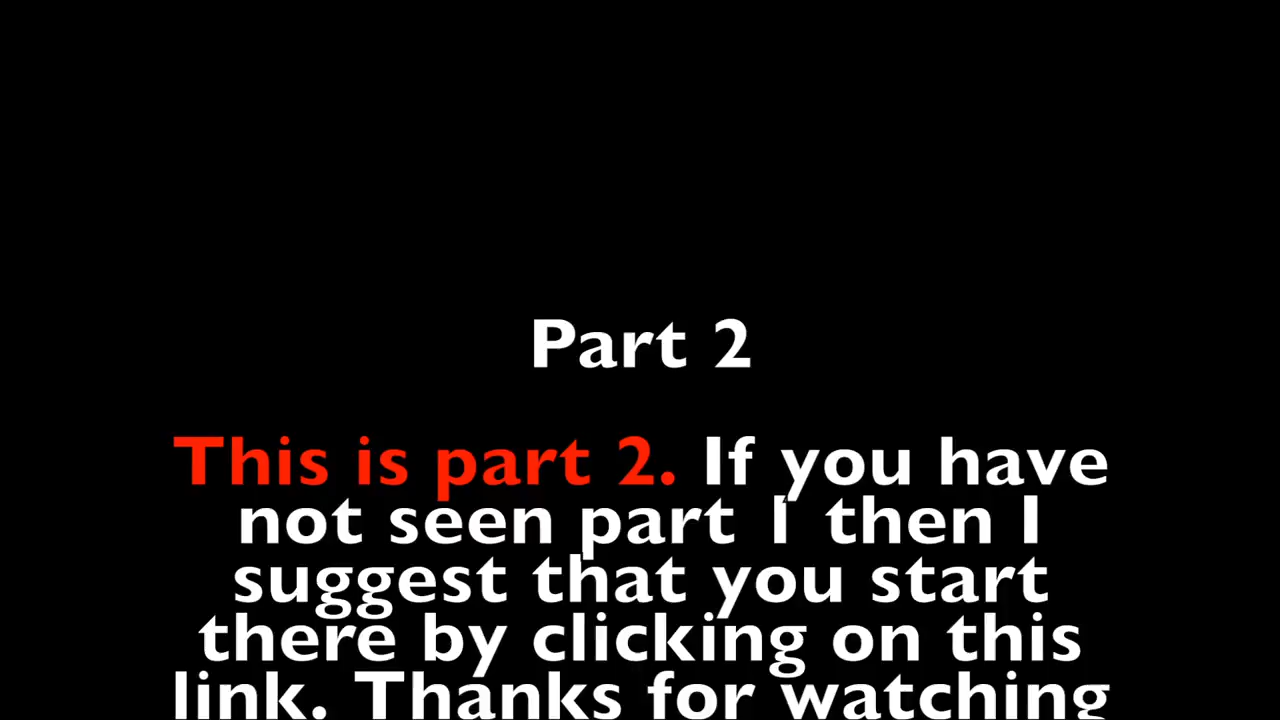 Part 2
This is part 2. If you have
not seen part 1 then I
suggest that you start
there by clicking on this
link. Thanks for watching